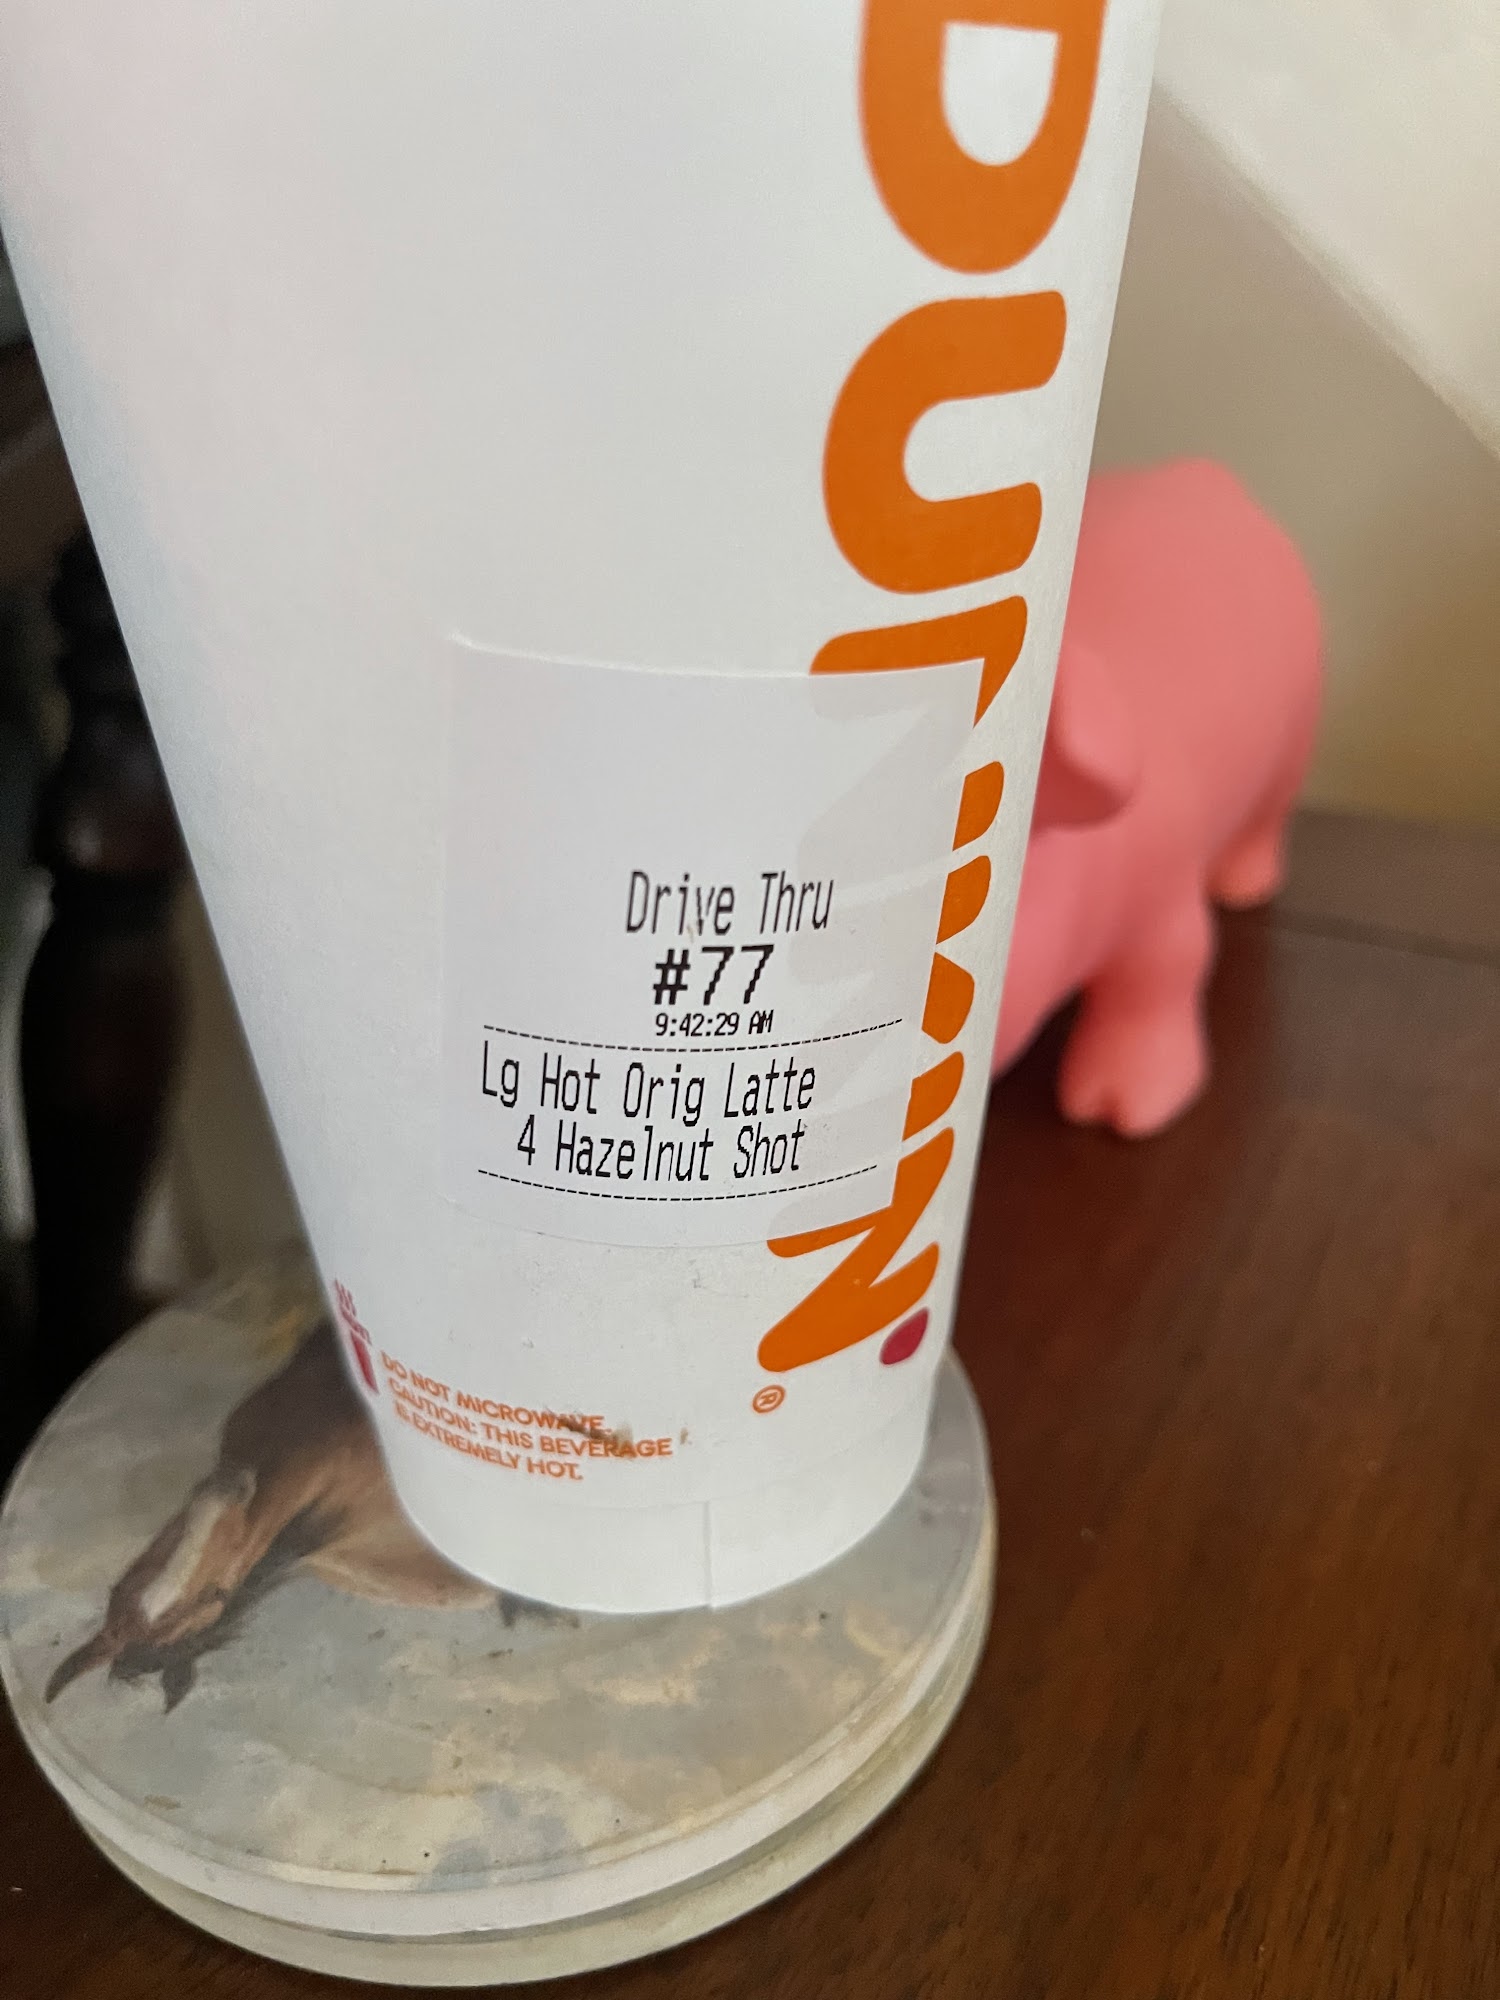 DUNKIN'
®
Drive Thru
#77
9:42:29 AM
Lg Hot Orig Latte
4 Hazelnut Shot
DO NOT MICROWAVE.
CAUTION: THIS BEVERAGE
IS EXTREMELY HOT.